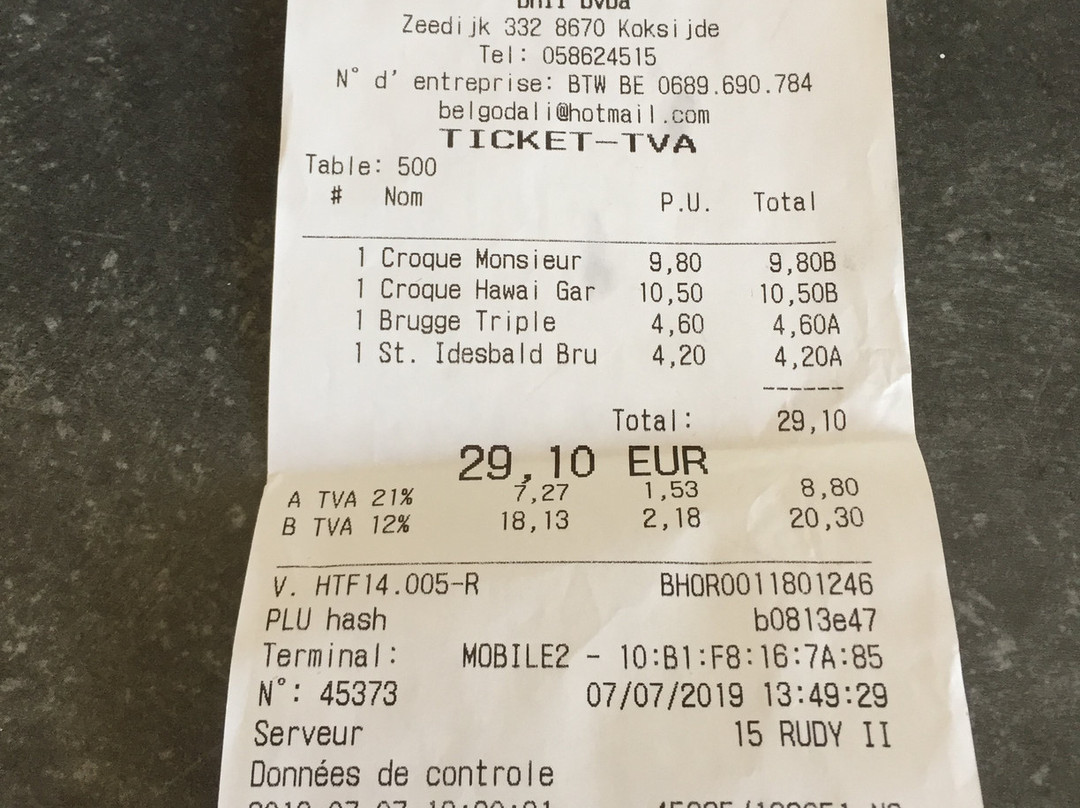 Zeedijk 332 8670 Koksijde
Tel: 058624515
N° d' entreprise: BTW BE 0689.690.784
belgodali@hotmail.com
TICKET-TVA
Table: 500
# Nom P.U. Total
1 Croque Monsieur 9,80 9,80B
1 Croque Hawai Gar 10,50 10,50B
1 Brugge Triple 4,60 4,60A
1 St. Idesbald Bru 4,20 4,20A
Total: 29,10
29,10 EUR
A TVA 21% 7,27 1,53 8,80
B TVA 12% 18,13 2,18 20,30
V. HTF14.005-R BHOR0011801246
PLU hash b0813e47
Terminal: MOBILE2 - 10:B1:F8:16:7A:85
N°: 45373 07/07/2019 13:49:29
Serveur 15 RUDY II
Données de controle